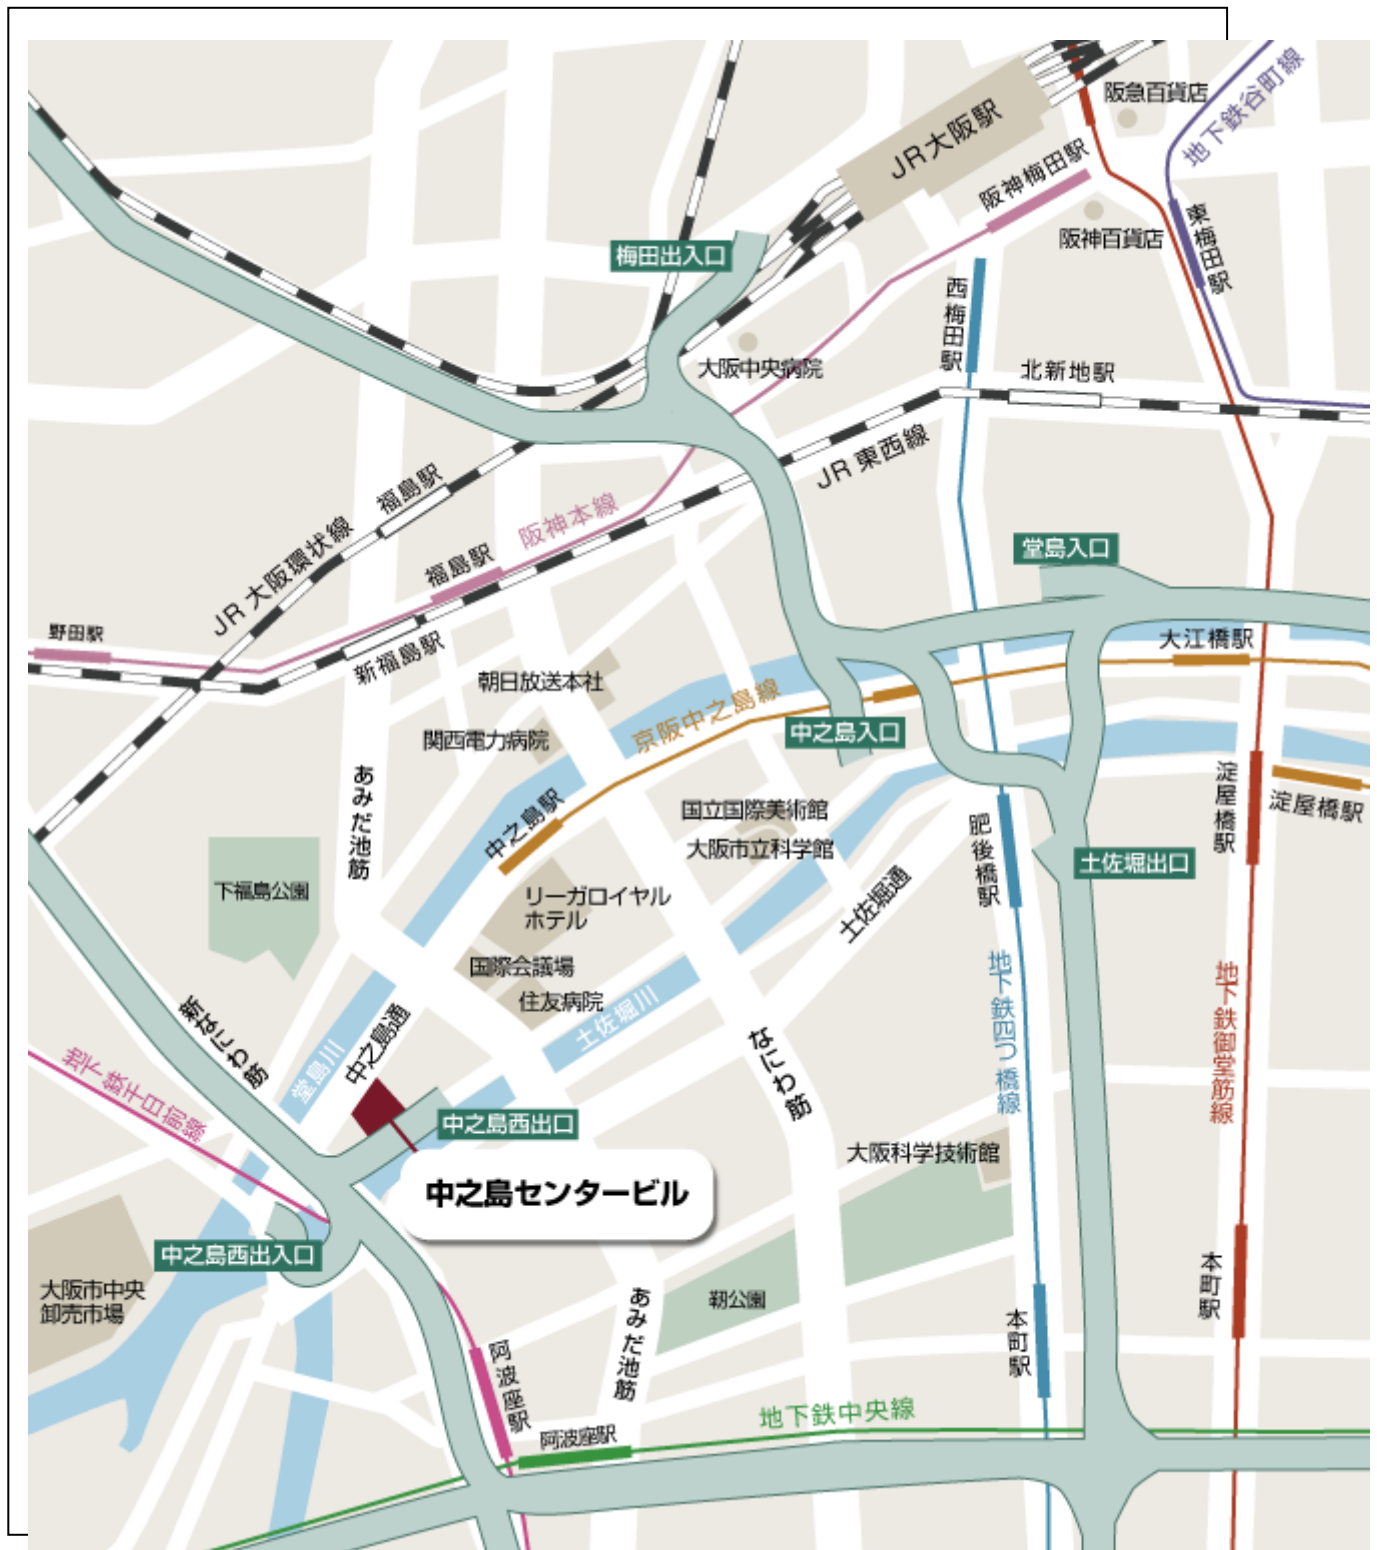 阪急百貨店
地下鉄谷町線
JR大阪駅
阪神梅田駅
東梅田駅
阪神百貨店
梅田出入口
西梅田駅
大阪中央病院
北新地駅
JR 東西線
福島駅
阪神本線
JR 大阪環状線
堂島入口
福島駅
野田駅
新福島駅
大江橋駅
朝日放送本社
京阪中之島線
中之島入口
関西電力病院
あみだ池筋
淀屋橋駅
淀屋橋駅
中之島駅
国立国際美術館
大阪市立科学館
肥後橋駅
土佐堀出口
下福島公園
リーガロイヤル
ホテル
土佐堀通
国際会議場
住友病院
土佐堀川
地下鉄四つ橋線
地下鉄御堂筋線
新なにわ筋
中之島通
堂島川
なにわ筋
地下鉄千日前線
中之島西出口
大阪科学技術館
中之島センタービル
中之島西出入口
大阪市中央
卸売市場
靭公園
あみだ池筋
本町駅
本町駅
阿波座駅
阿波座駅
地下鉄中央線